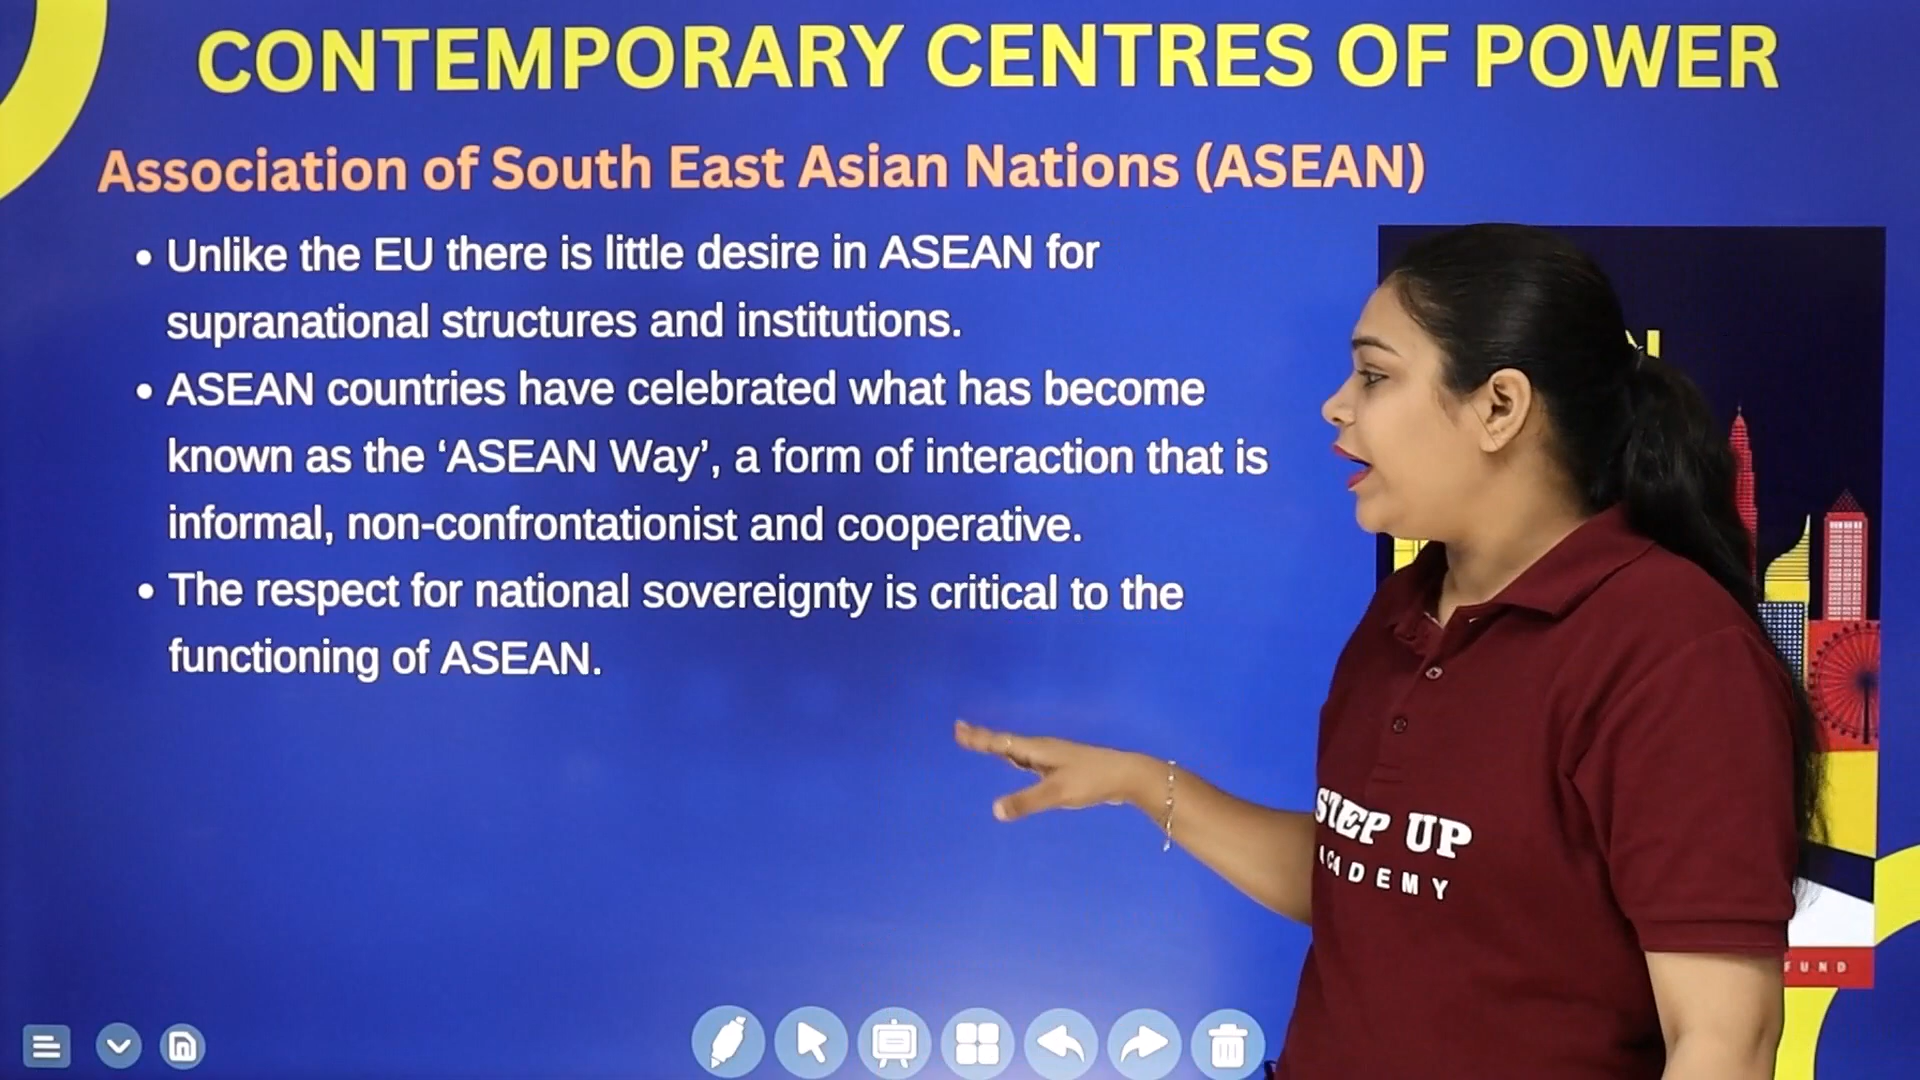 CONTEMPORARY CENTRES OF POWER
Association of South East Asian Nations (ASEAN)
• Unlike the EU there is little desire in ASEAN for
supranational structures and institutions.
• ASEAN countries have celebrated what has become
known as the ‘ASEAN Way’, a form of interaction that is
informal, non-confrontationist and cooperative.
• The respect for national sovereignty is critical to the
functioning of ASEAN.
STEP UP
ACADEMY
FUND